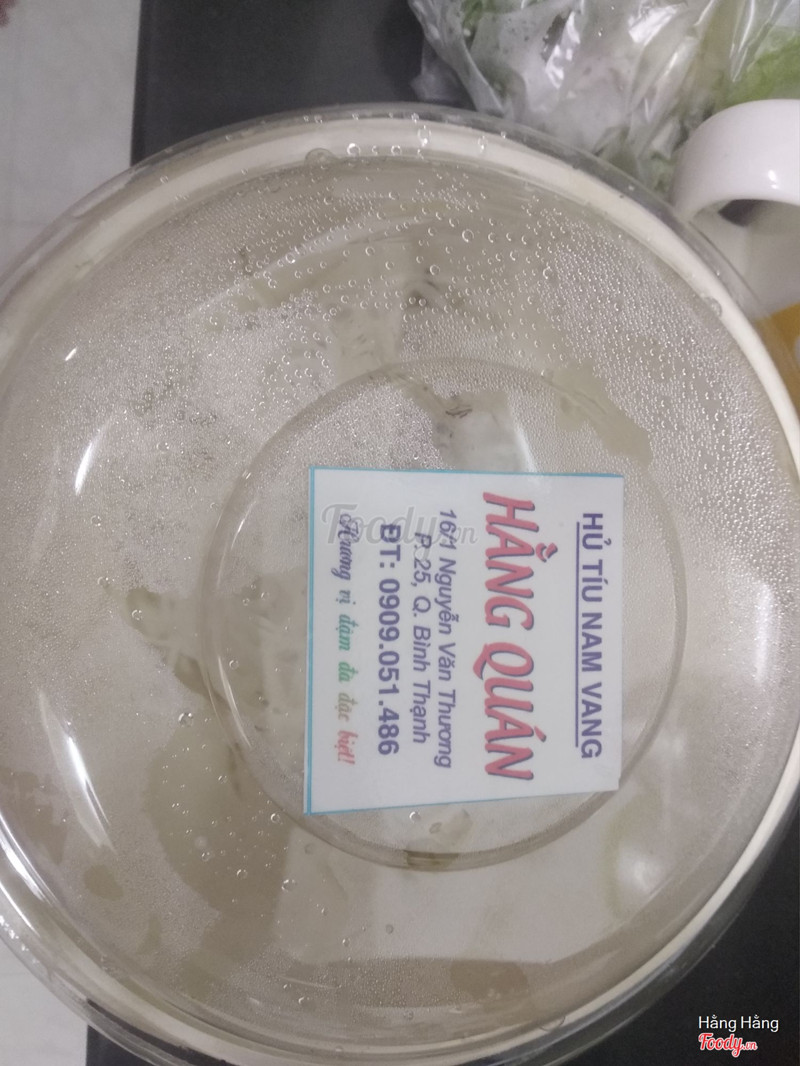 HỦ TÍU NAM VANG
HẰNG QUÁN
16/1 Nguyễn Văn Thương
P. 25, Q. Bình Thạnh
ĐT: 0909.051.486
Hương vị đậm đà đặc biệt!
Foody.vn
Hằng Hằng
Foody.vn